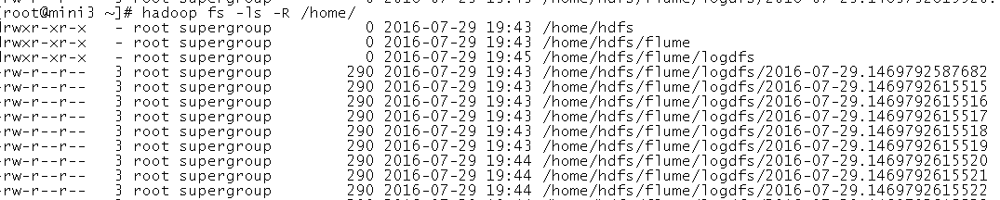 [root@mini3 ~]# hadoop fs -ls -R /home/
drwxr-xr-x - root supergroup 0 2016-07-29 19:43 /home/hdfs
drwxr-xr-x - root supergroup 0 2016-07-29 19:43 /home/hdfs/flume
drwxr-xr-x - root supergroup 0 2016-07-29 19:45 /home/hdfs/flume/logdfs
-rw-r--r-- 3 root supergroup 290 2016-07-29 19:43 /home/hdfs/flume/logdfs/2016-07-29.1469792587682
-rw-r--r-- 3 root supergroup 290 2016-07-29 19:43 /home/hdfs/flume/logdfs/2016-07-29.1469792615515
-rw-r--r-- 3 root supergroup 290 2016-07-29 19:43 /home/hdfs/flume/logdfs/2016-07-29.1469792615516
-rw-r--r-- 3 root supergroup 290 2016-07-29 19:43 /home/hdfs/flume/logdfs/2016-07-29.1469792615517
-rw-r--r-- 3 root supergroup 290 2016-07-29 19:43 /home/hdfs/flume/logdfs/2016-07-29.1469792615518
-rw-r--r-- 3 root supergroup 290 2016-07-29 19:43 /home/hdfs/flume/logdfs/2016-07-29.1469792615519
-rw-r--r-- 3 root supergroup 290 2016-07-29 19:44 /home/hdfs/flume/logdfs/2016-07-29.1469792615520
-rw-r--r-- 3 root supergroup 290 2016-07-29 19:44 /home/hdfs/flume/logdfs/2016-07-29.1469792615521
-rw-r--r-- 3 root supergroup 290 2016-07-29 19:44 /home/hdfs/flume/logdfs/2016-07-29.1469792615522